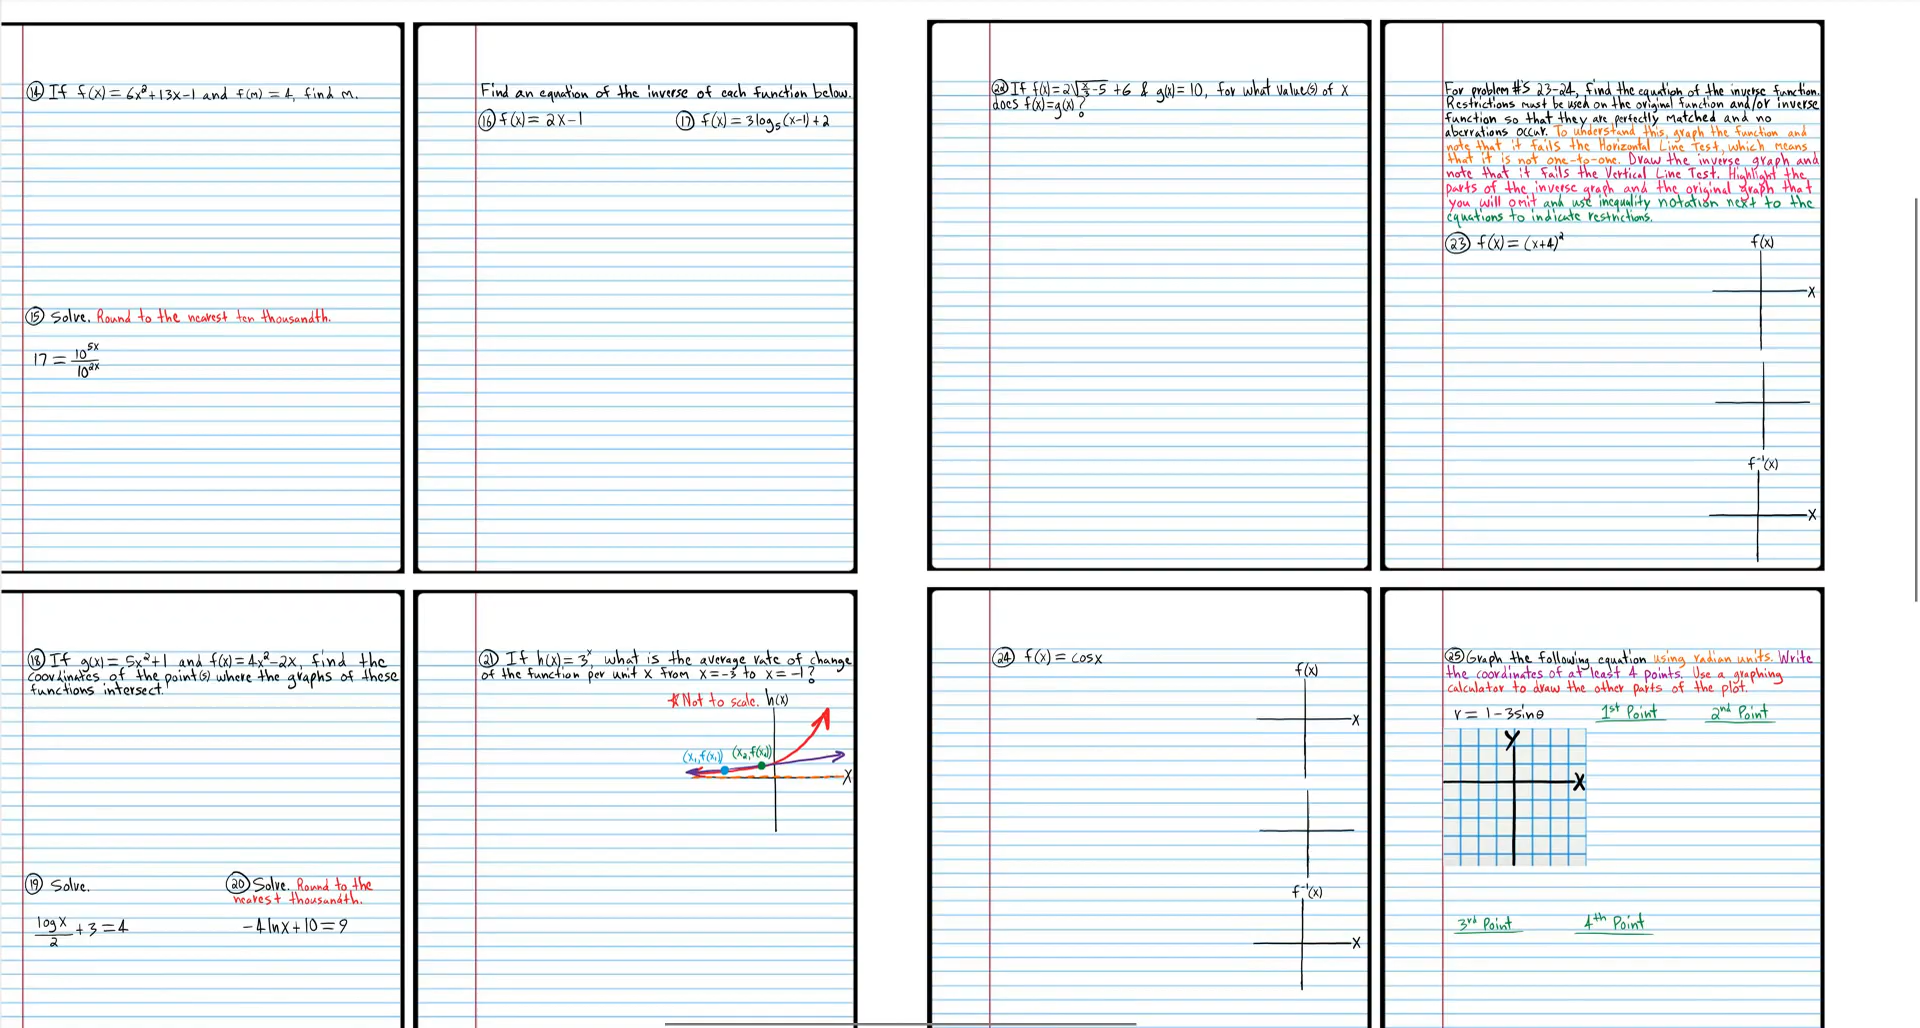 ⑭ If f(x) = 6x²+13x-1 and f(m) = 4, find m.
⑮ Solve. Round to the nearest ten thousandth.
17 = 10^5x / 10^2x
Find an equation of the inverse of each function below.
⑯ f(x) = 2x-1
⑰ f(x) = 3log₅(x-1)+2
㉒ If f(x) = 2√(x/3 -5) +6 & g(x) = 10, for what value(s) of x
does f(x)=g(x)?
For problem #'s 23-24, find the equation of the inverse function.
Restrictions must be used on the original function and/or inverse
function so that they are perfectly matched and no
aberrations occur. To understand this, graph the function and
note that it fails the Horizontal Line Test, which means
that it is not one-to-one. Draw the inverse graph and
note that it fails the Vertical Line Test. Highlight the
parts of the inverse graph and the original graph that
you will omit and use inequality notation next to the
equations to indicate restrictions.
㉓ f(x) = (x+4)²
f(x)
x
f⁻¹(x)
x
⑱ If g(x) = 5x²+1 and f(x) = 4x²-2x, find the
coordinates of the point(s) where the graphs of these
functions intersect.
⑲ Solve.
logx / 2 +3 = 4
⑳ Solve. Round to the
nearest thousandth.
-4lnx+10 = 9
㉑ If h(x) = 3ˣ, what is the average rate of change
of the function per unit x from x=-3 to x=-1?
*Not to scale.
h(x)
(x₁,f(x₁))
(x₂,f(x₂))
x
㉔ f(x) = cosx
f(x)
x
f⁻¹(x)
x
㉕ Graph the following equation using radian units. Write
the coordinates of at least 4 points. Use a graphing
calculator to draw the other parts of the plot.
r = 1-3sinθ
1st Point
2nd Point
Y
X
3rd Point
4th Point